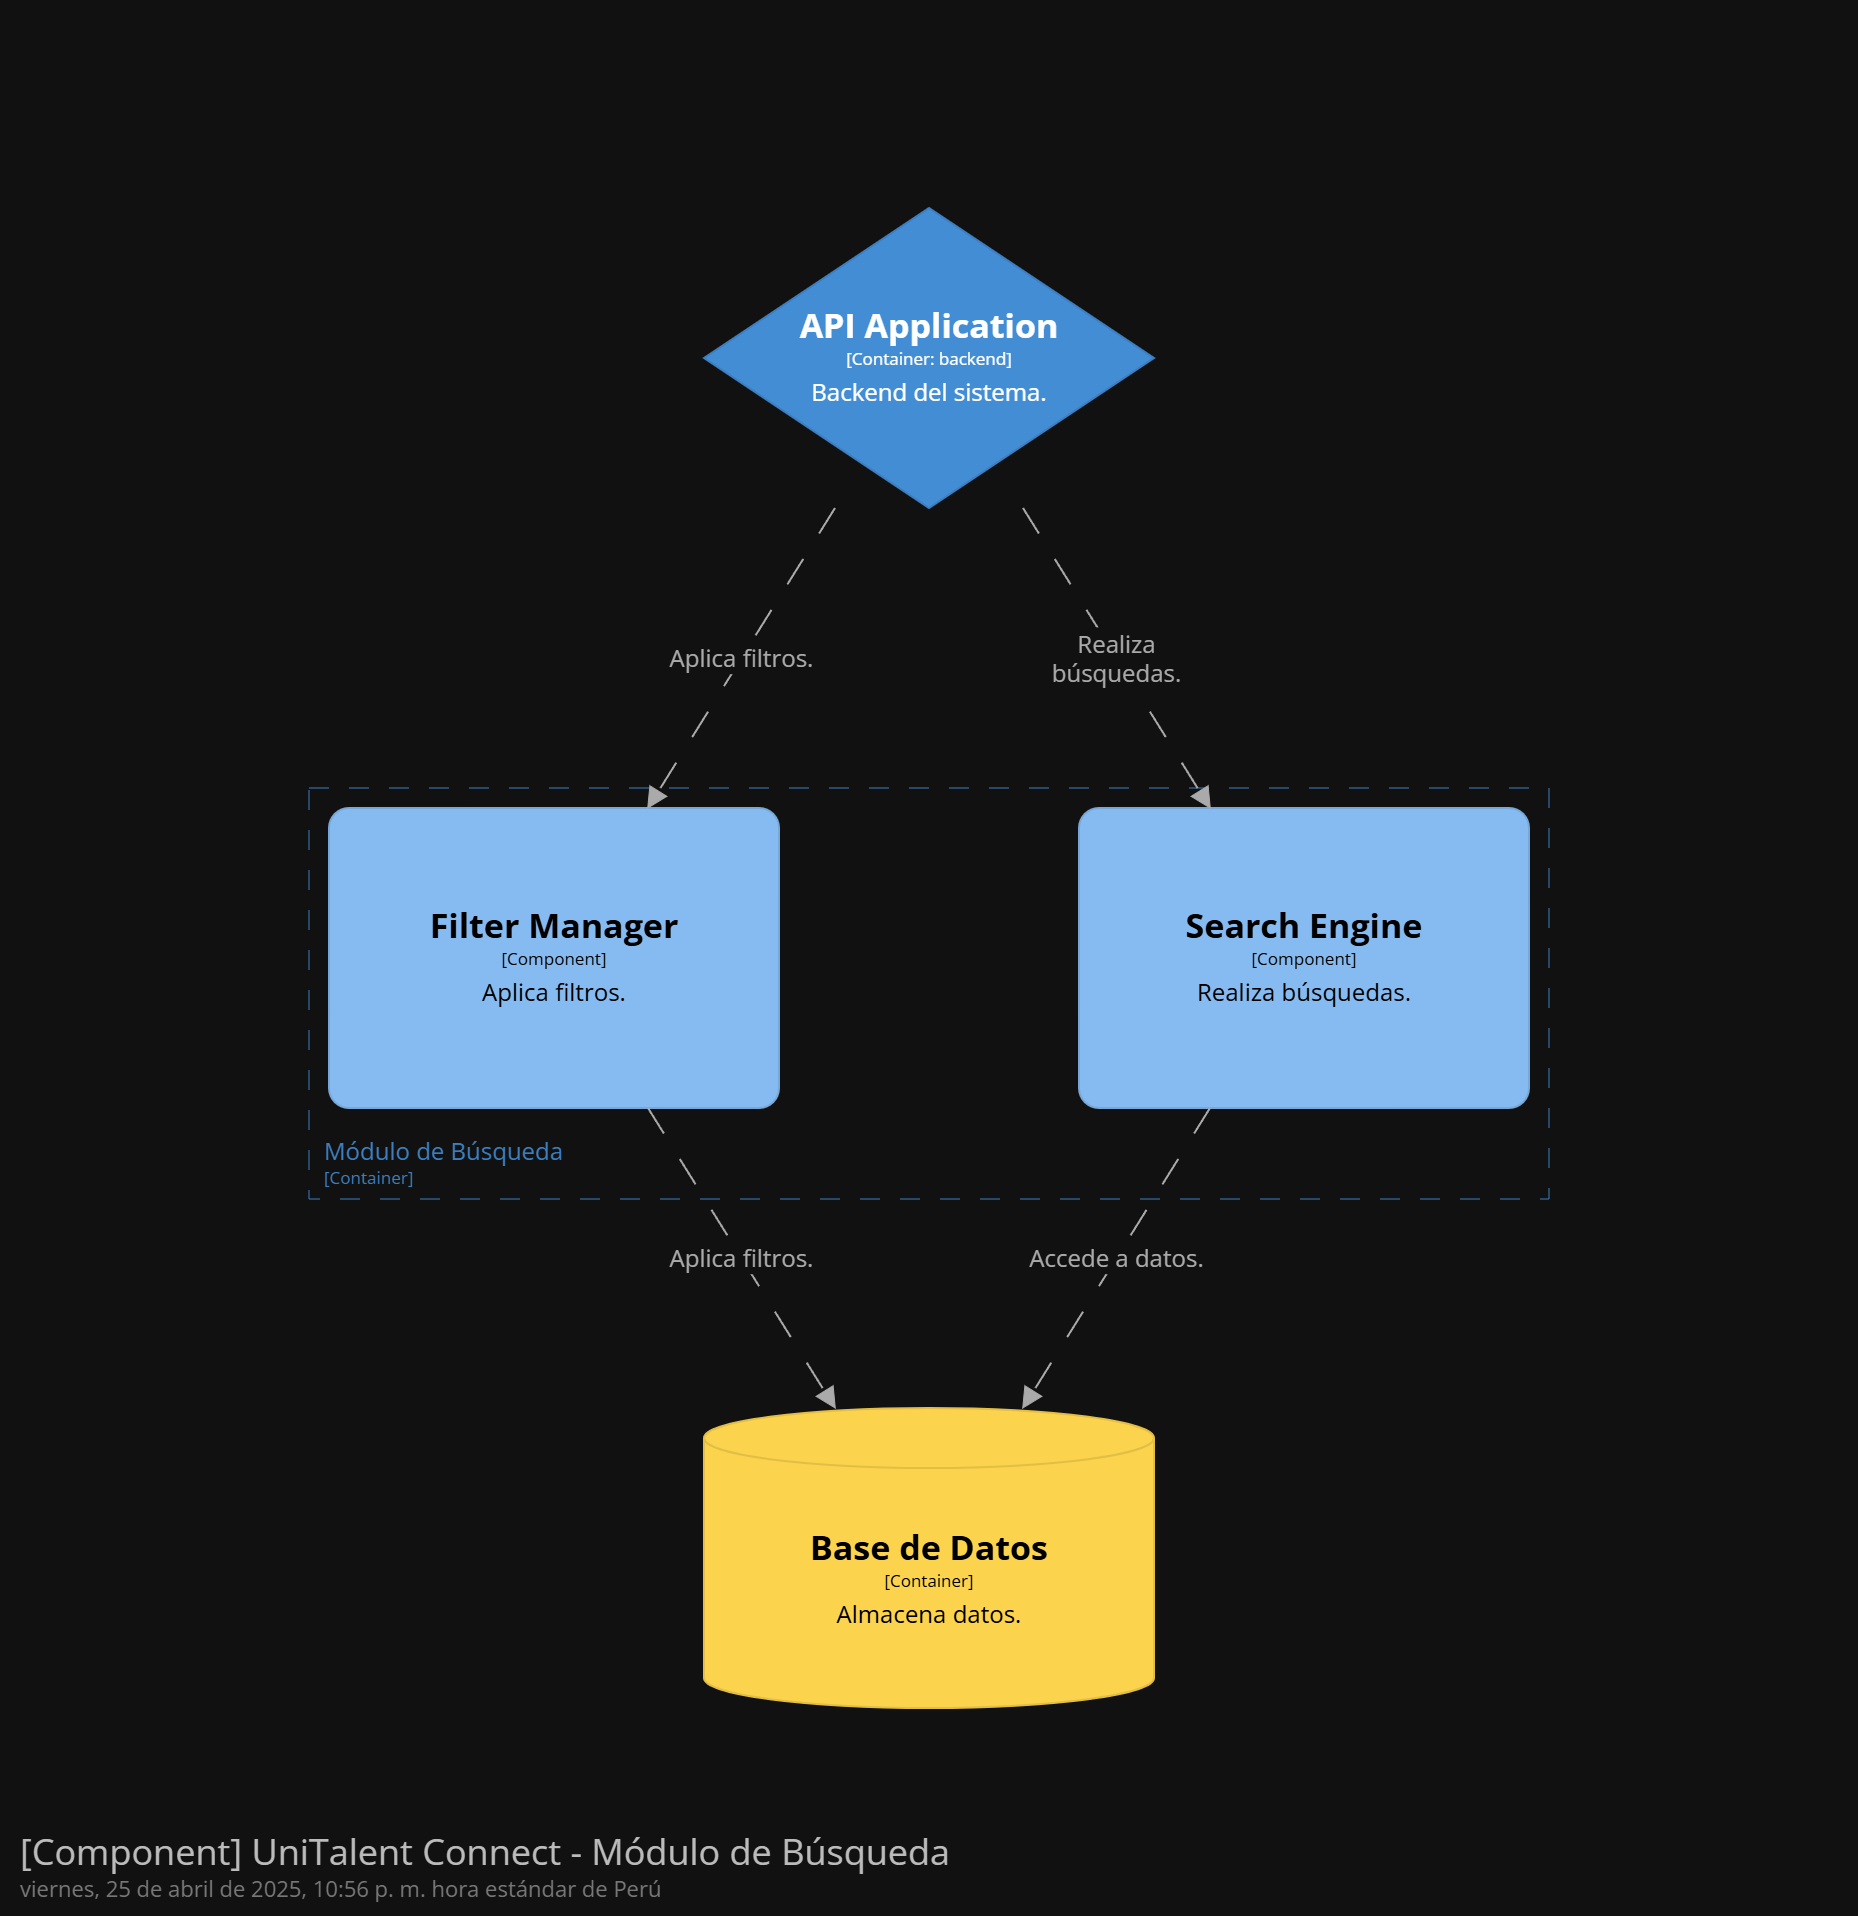 API Application
[Container: backend]
Backend del sistema.
Aplica filtros.
Realiza
búsquedas.
Filter Manager
[Component]
Aplica filtros.
Search Engine
[Component]
Realiza búsquedas.
Módulo de Búsqueda
[Container]
Aplica filtros.
Accede a datos.
Base de Datos
[Container]
Almacena datos.
[Component] UniTalent Connect - Módulo de Búsqueda
viernes, 25 de abril de 2025, 10:56 p. m. hora estándar de Perú